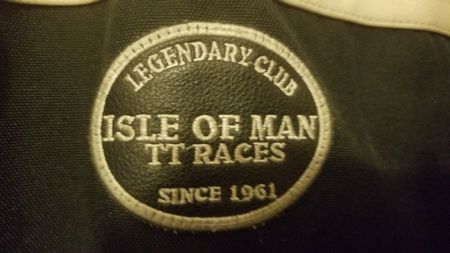 LEGENDARY CLUB
ISLE OF MAN
TT RACES
SINCE 1961